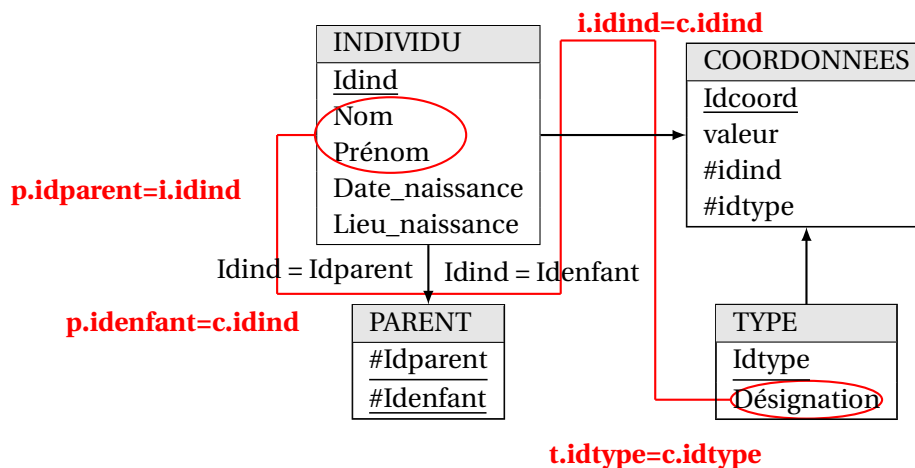 i.idind=c.idind
INDIVIDU
Idind
Nom
Prénom
Date_naissance
Lieu_naissance
COORDONNEES
Idcoord
valeur
#idind
#idtype
p.idparent=i.idind
Idind = Idparent
Idind = Idenfant
p.idenfant=c.idind
PARENT
#Idparent
#Idenfant
TYPE
Idtype
Désignation
t.idtype=c.idtype